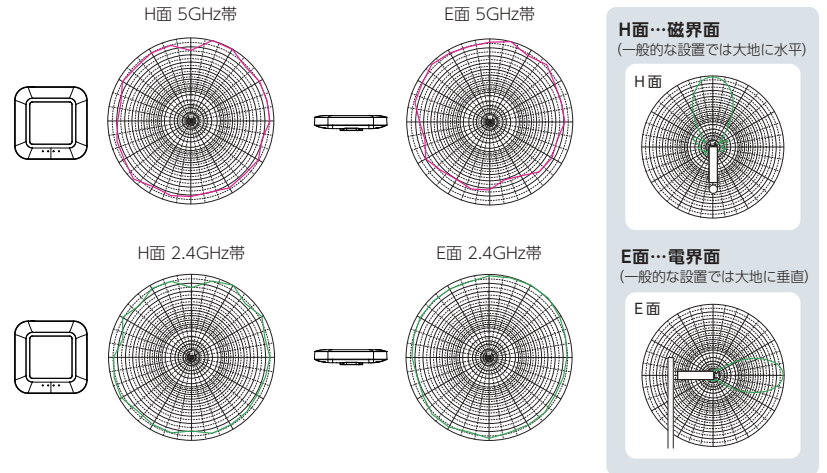 H面 5GHz帯
E面 5GHz帯
H面 2.4GHz帯
E面 2.4GHz帯
H面…磁界面
(一般的な設置では大地に水平)
H面
E面…電界面
(一般的な設置では大地に垂直)
E面